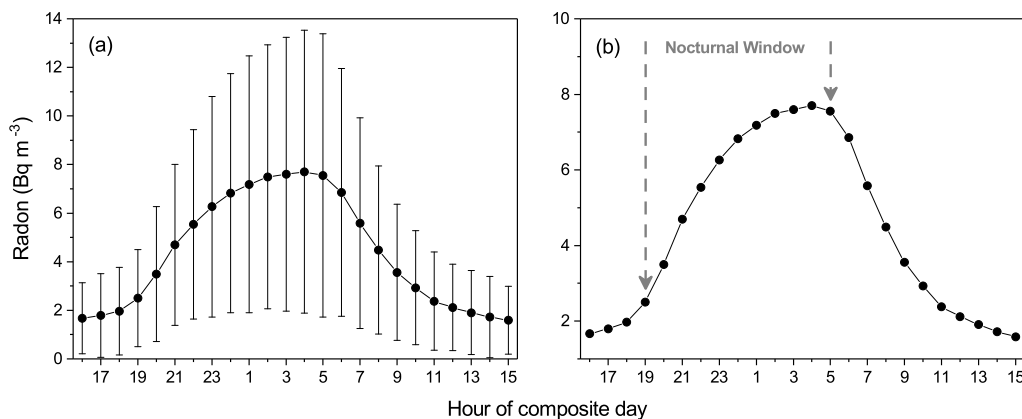 (a)
Radon (Bq m⁻³)
14
12
10
8
6
4
2
0
17 19 21 23 1 3 5 7 9 11 13 15
(b)
Nocturnal Window
10
8
6
4
2
17 19 21 23 1 3 5 7 9 11 13 15
Hour of composite day